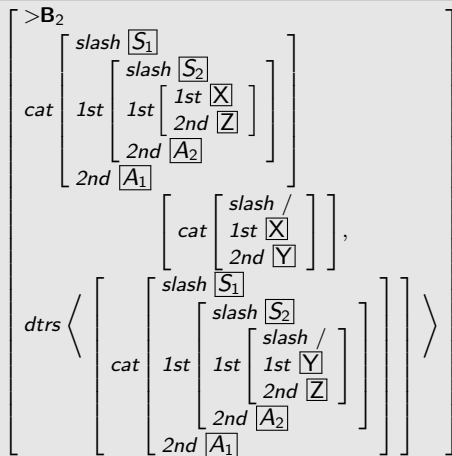 >B₂
slash S₁
slash S₂
cat 1st 1st 1st X
2nd Z
2nd A₂
2nd A₁
slash /
cat 1st X ,
2nd Y
slash S₁
slash S₂
dtrs ⟨ slash / ⟩
cat 1st 1st 1st Y
2nd Z
2nd A₂
2nd A₁